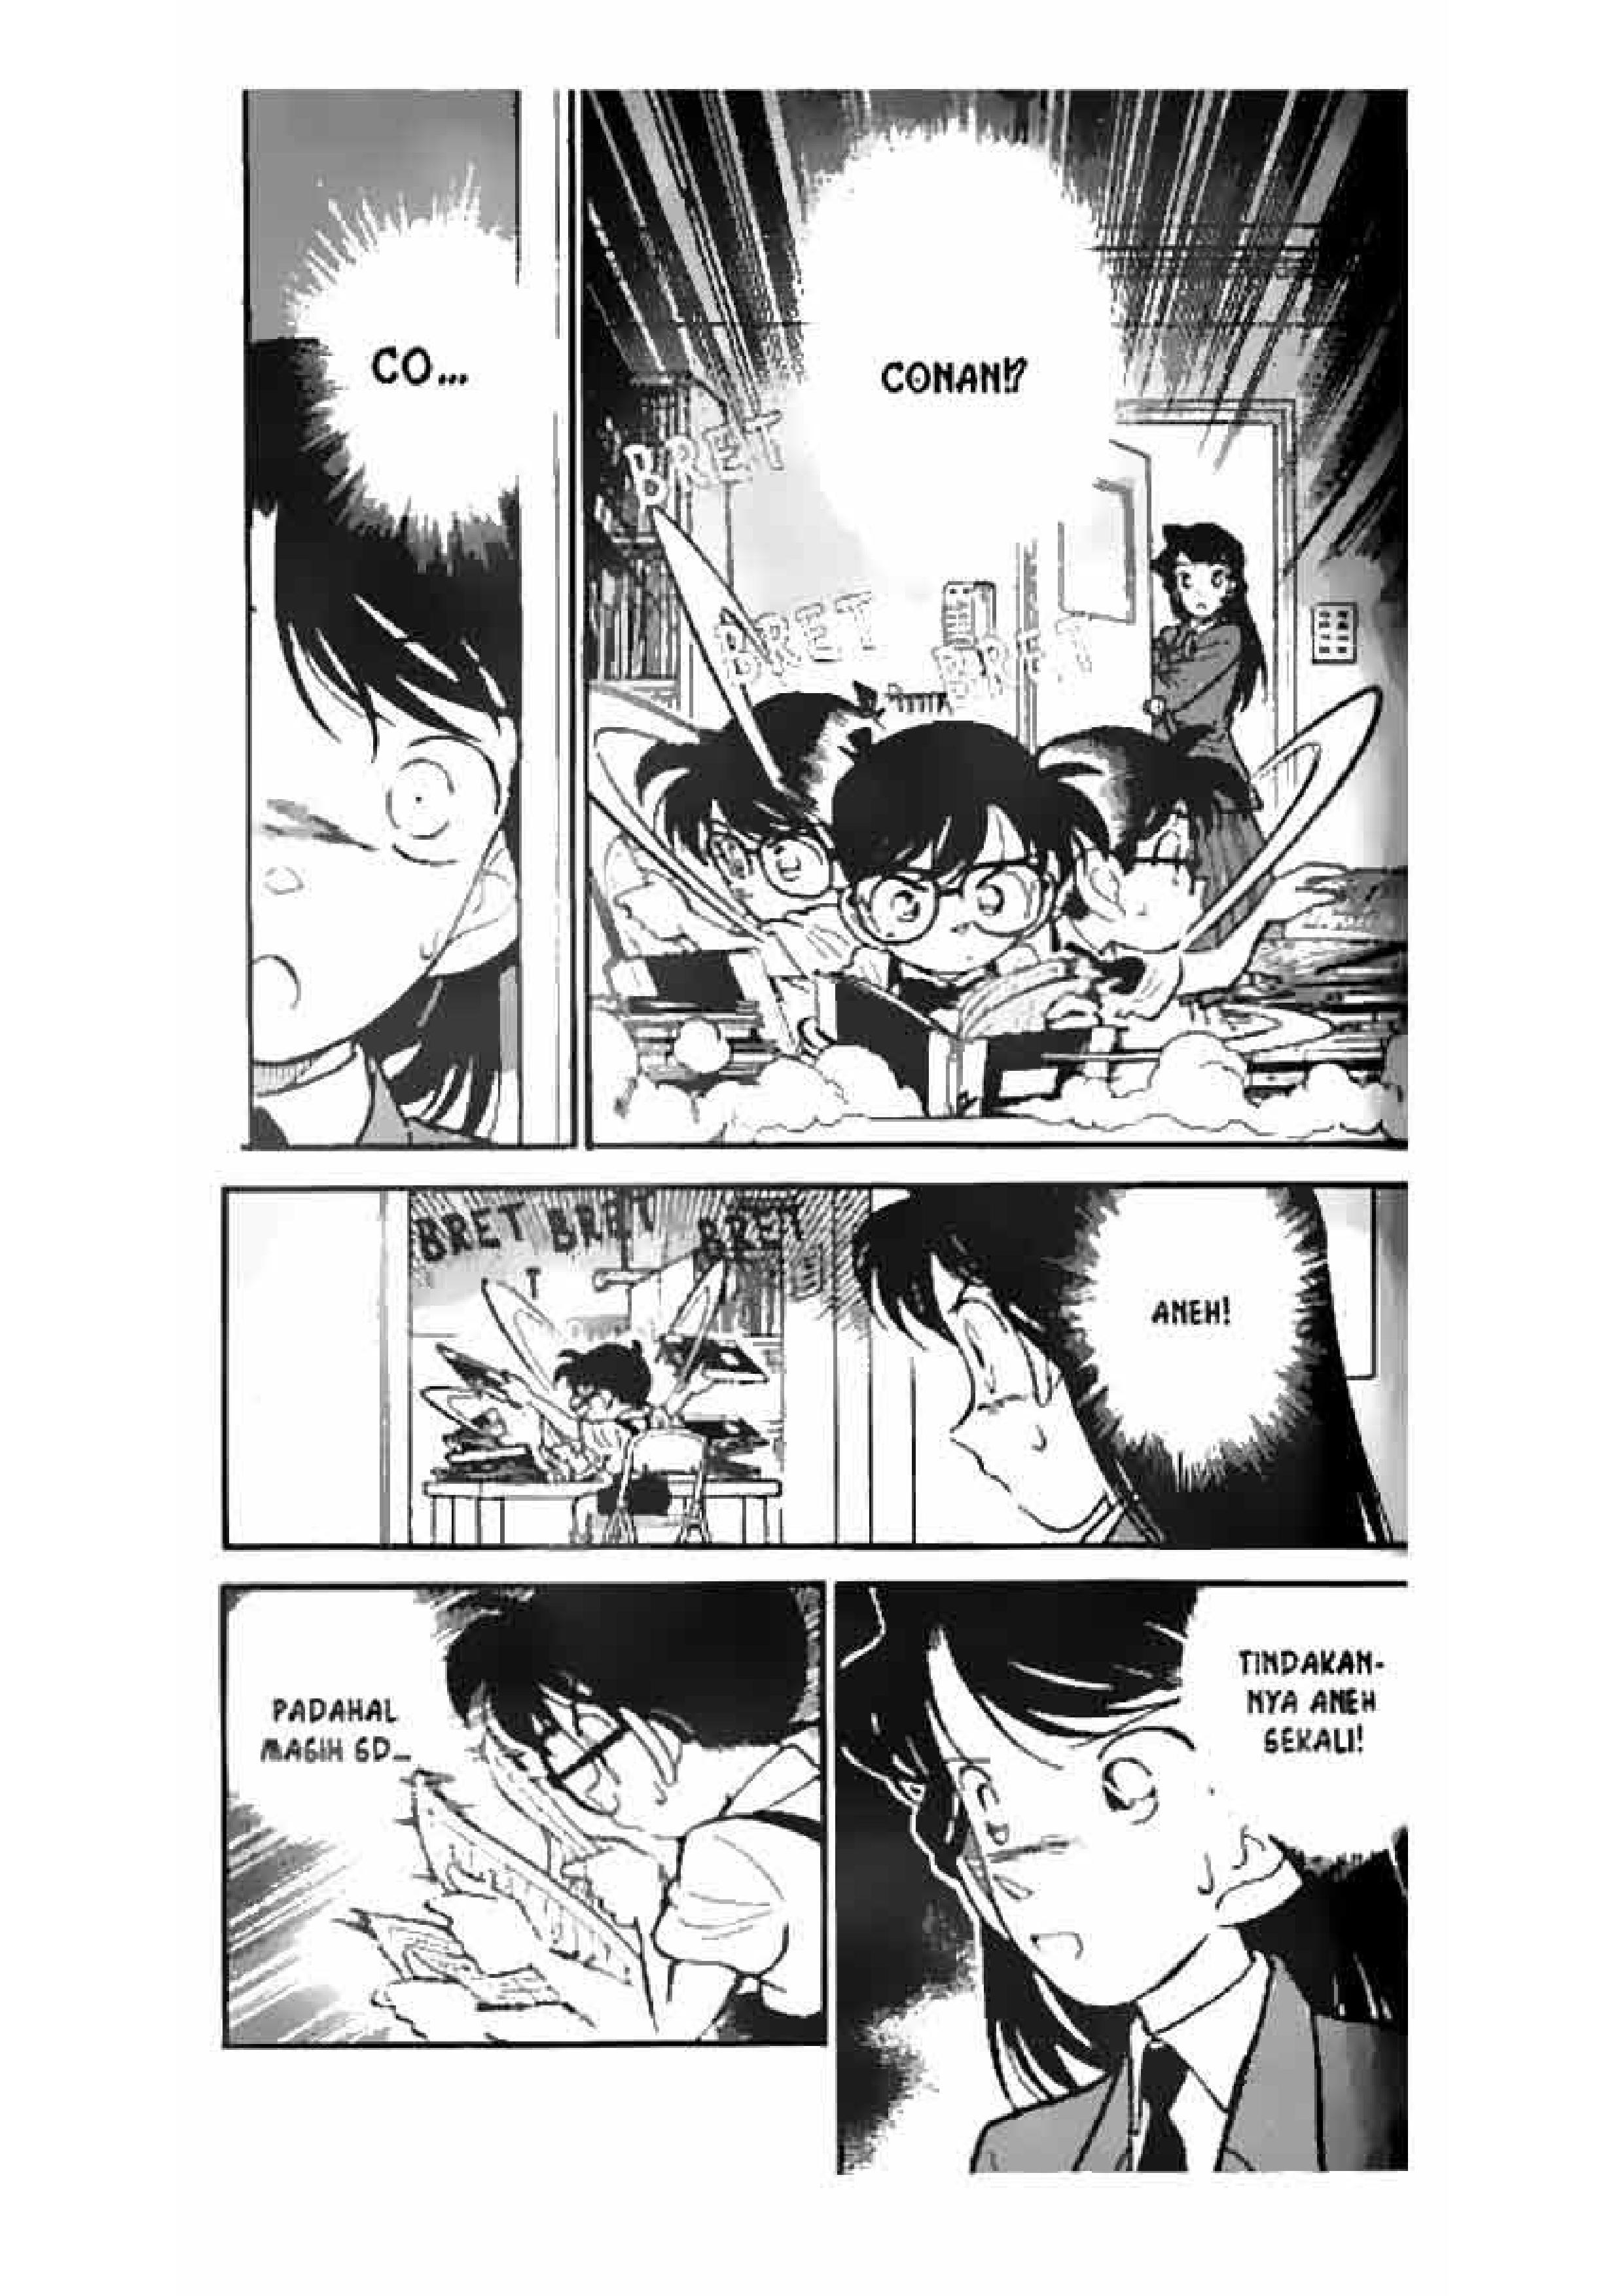 CONAN!?
BRET
BRET
BRET
CO...
ANEH!
BRET BRET BRET
TINDAKAN-
NYA ANEH
SEKALI!
PADAHAL
MASIH SD...